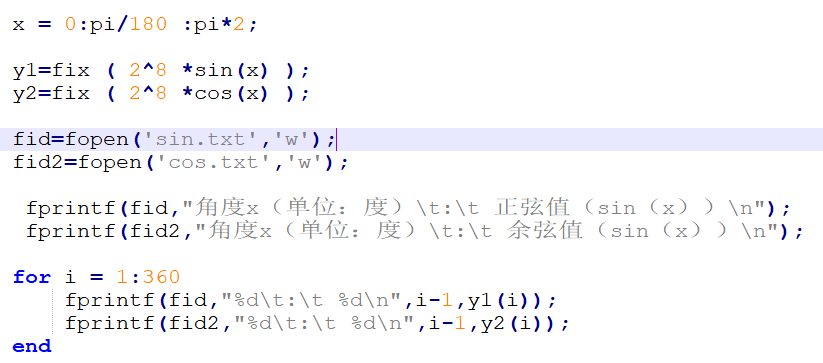 x = 0:pi/180 :pi*2;
y1=fix ( 2^8 *sin(x) );
y2=fix ( 2^8 *cos(x) );
fid=fopen('sin.txt','w');
fid2=fopen('cos.txt','w');
fprintf(fid,"角度x（单位：度）\t:\t 正弦值（sin（x））\n");
fprintf(fid2,"角度x（单位：度）\t:\t 余弦值（sin（x））\n");
for i = 1:360
fprintf(fid,"%d\t:\t %d\n",i-1,y1(i));
fprintf(fid2,"%d\t:\t %d\n",i-1,y2(i));
end